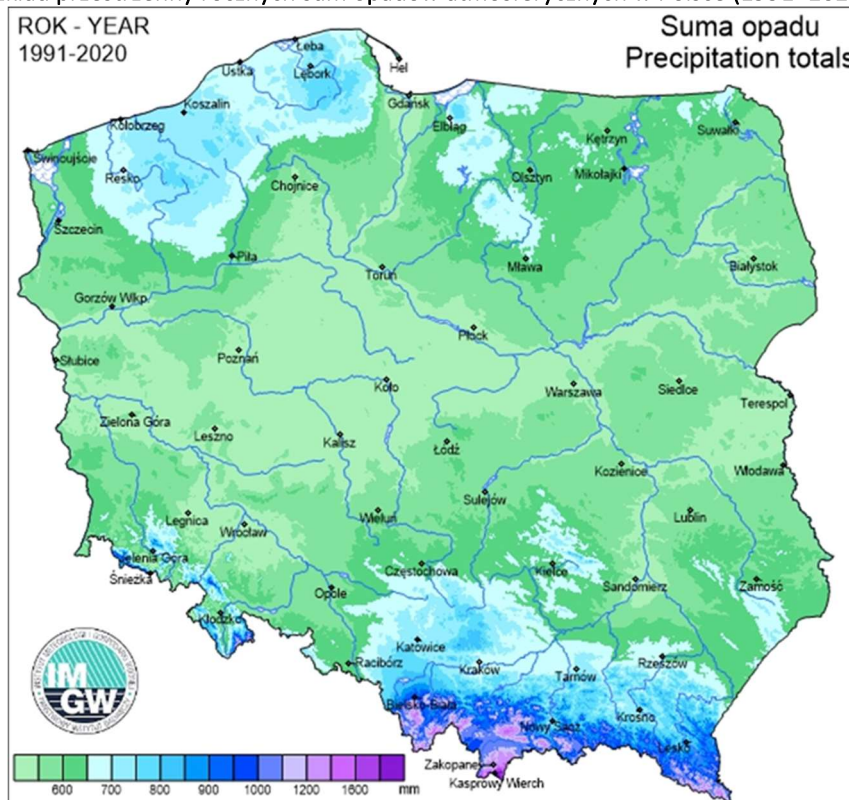 ROK - YEAR
1991-2020
Suma opadu
Precipitation totals
Łeba
Ustka
Lębork
Hel
Koszalin
Gdańsk
Kołobrzeg
Elbląg
Suwałki
Kętrzyn
Świnoujście
Resko
Chojnice
Olsztyn
Mikołajki
Szczecin
Piła
Toruń
Mława
Białystok
Gorzów Wlkp.
Płock
Słubice
Poznań
Koło
Warszawa
Siedlce
Terespol
Zielona Góra
Leszno
Kalisz
Łódź
Kozienice
Włodawa
Sulejów
Legnica
Wrocław
Wieluń
Lublin
Jelenia Góra
Śnieżka
Częstochowa
Kielce
Sandomierz
Zamość
Opole
Kłodzko
Katowice
Racibórz
Kraków
Tarnów
Rzeszów
Bielsko-Biała
Nowy Sącz
Krosno
Lesko
Zakopane
Kasprowy Wierch
IM
GW
600 700 800 900 1000 1200 1600 mm